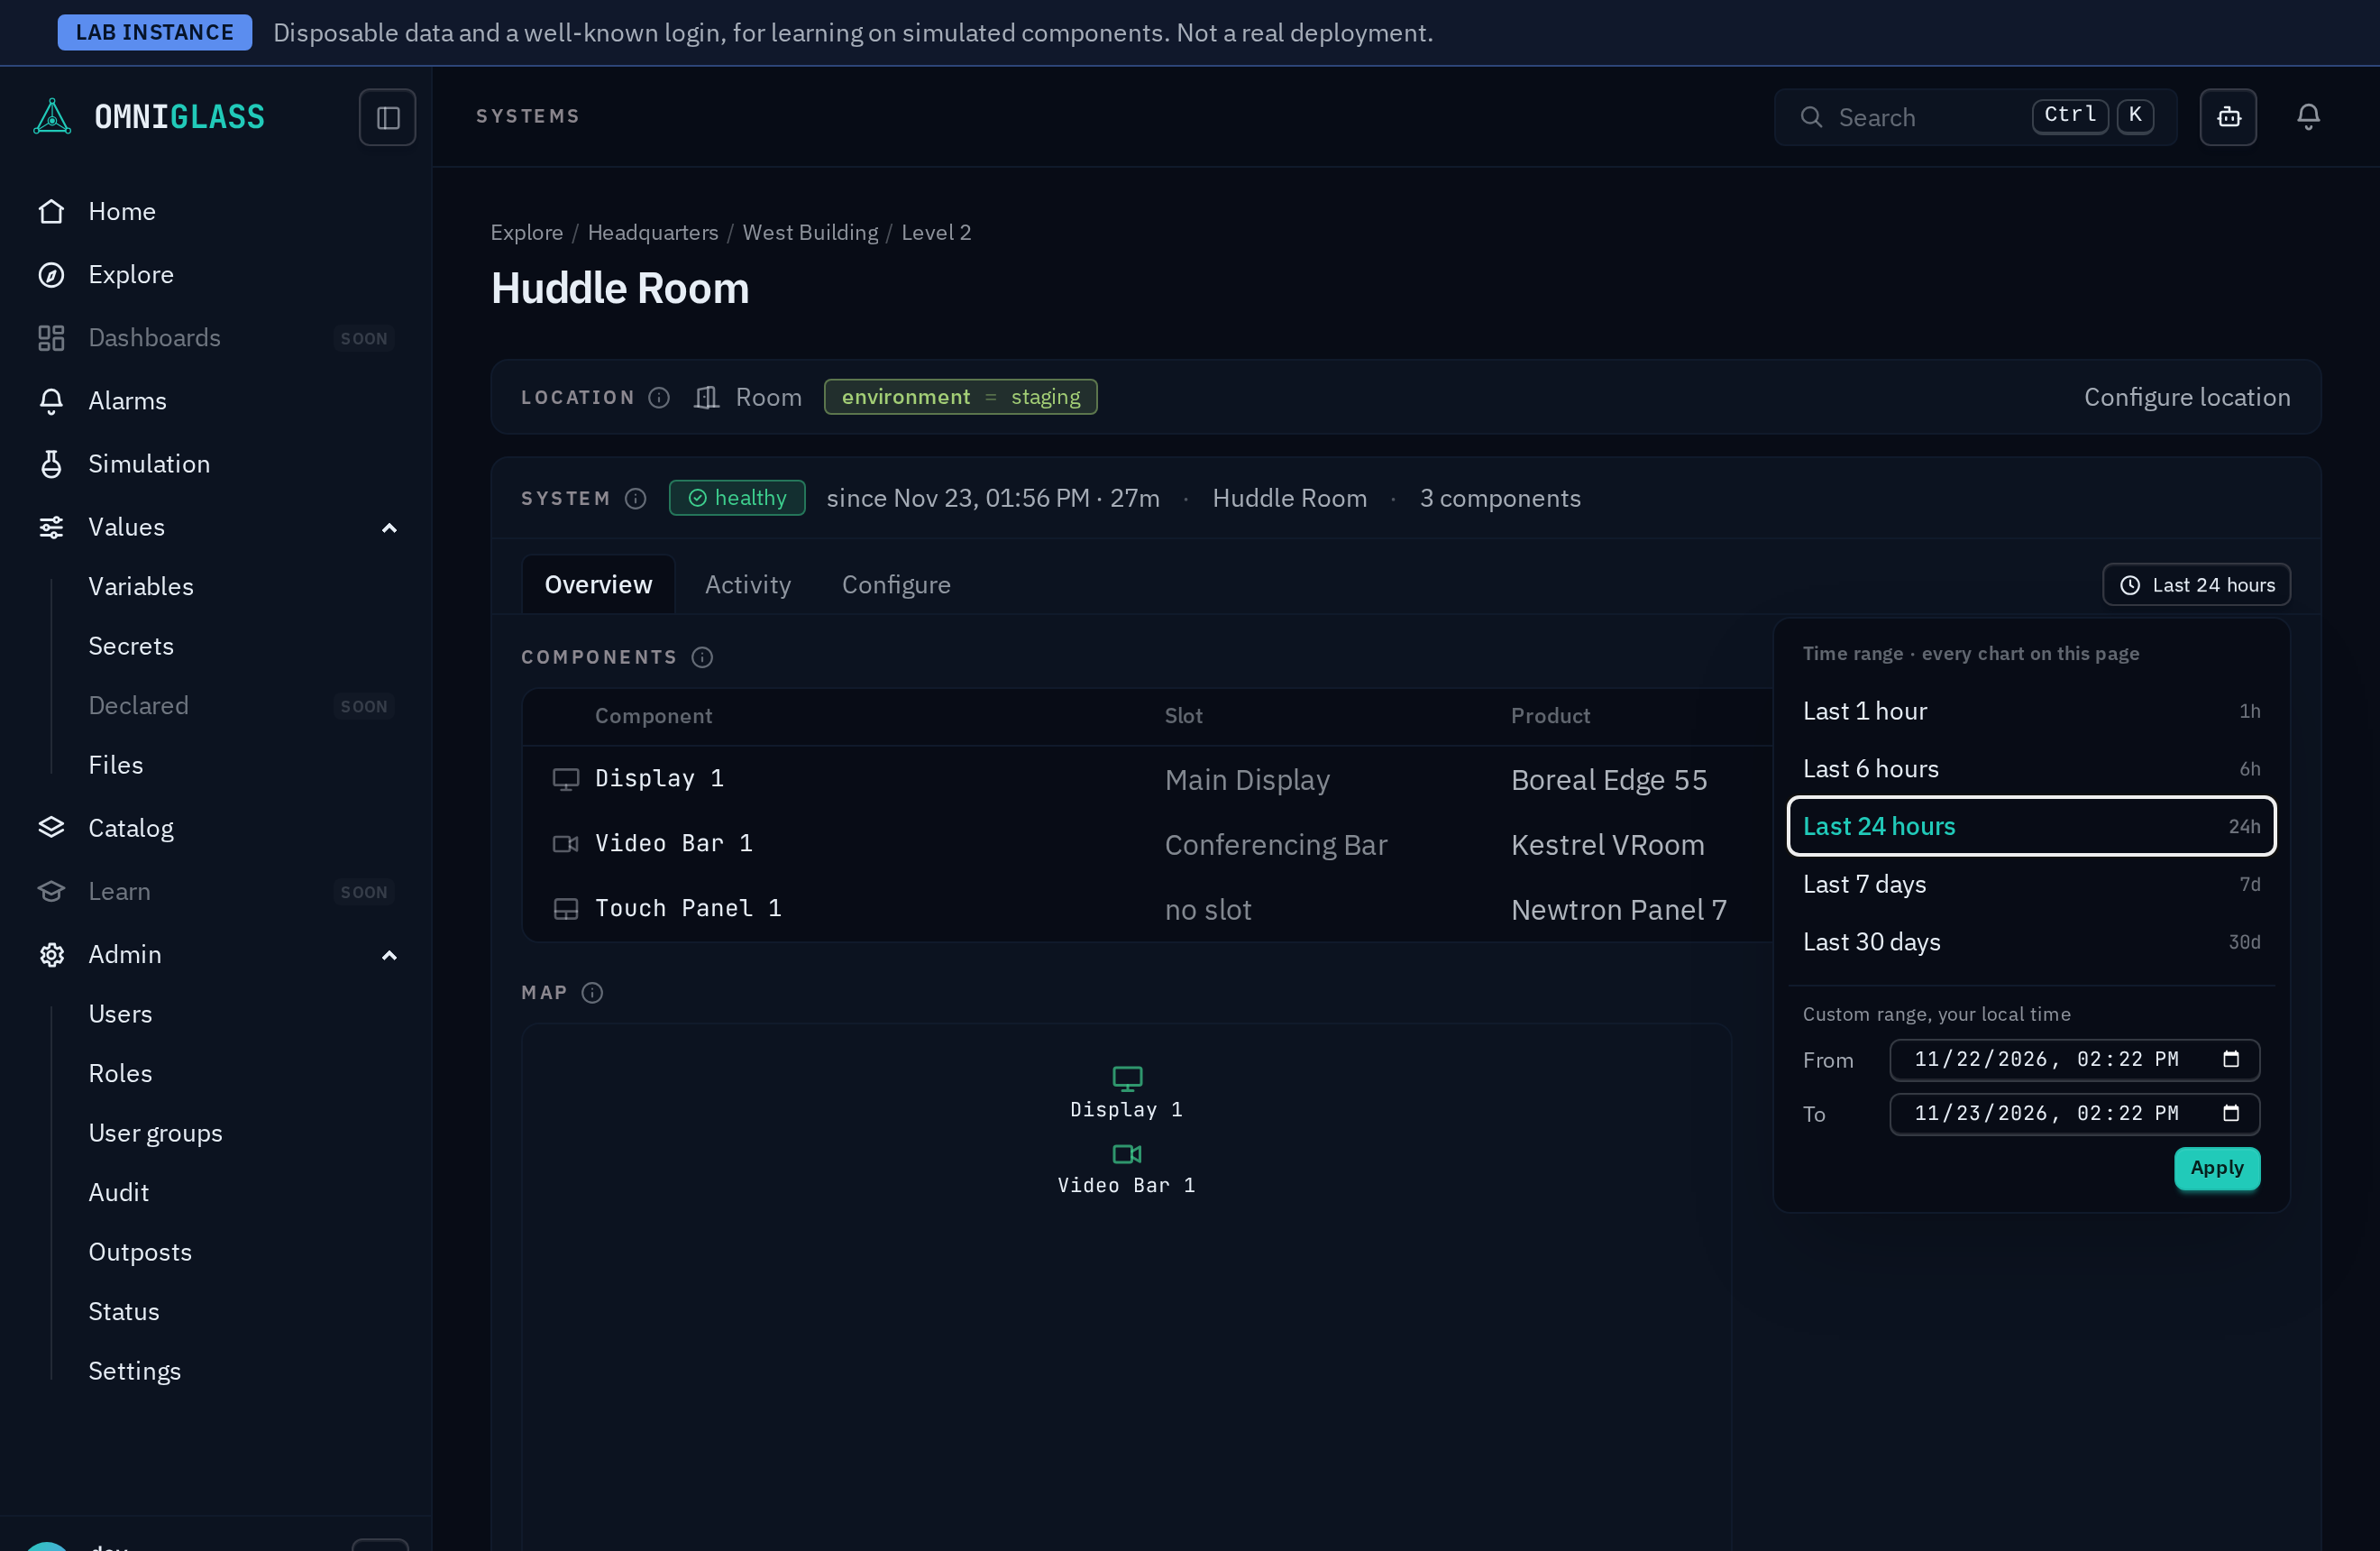 LAB INSTANCE Disposable data and a well-known login, for learning on simulated components. Not a real deployment.
OMNIGLASS
SYSTEMS
Search Ctrl K
Home
Explore
Dashboards SOON
Alarms
Simulation
Values
Variables
Secrets
Declared SOON
Files
Catalog
Learn SOON
Admin
Users
Roles
User groups
Audit
Outposts
Status
Settings
Explore / Headquarters / West Building / Level 2
Huddle Room
LOCATION Room environment = staging Configure location
SYSTEM healthy since Nov 23, 01:56 PM · 27m · Huddle Room · 3 components
Overview Activity Configure Last 24 hours
COMPONENTS
Component Slot Product
Display 1 Main Display Boreal Edge 55
Video Bar 1 Conferencing Bar Kestrel VRoom
Touch Panel 1 no slot Newtron Panel 7
MAP
Display 1
Video Bar 1
Time range · every chart on this page
Last 1 hour 1h
Last 6 hours 6h
Last 24 hours 24h
Last 7 days 7d
Last 30 days 30d
Custom range, your local time
From 11/22/2026, 02:22 PM
To 11/23/2026, 02:22 PM
Apply